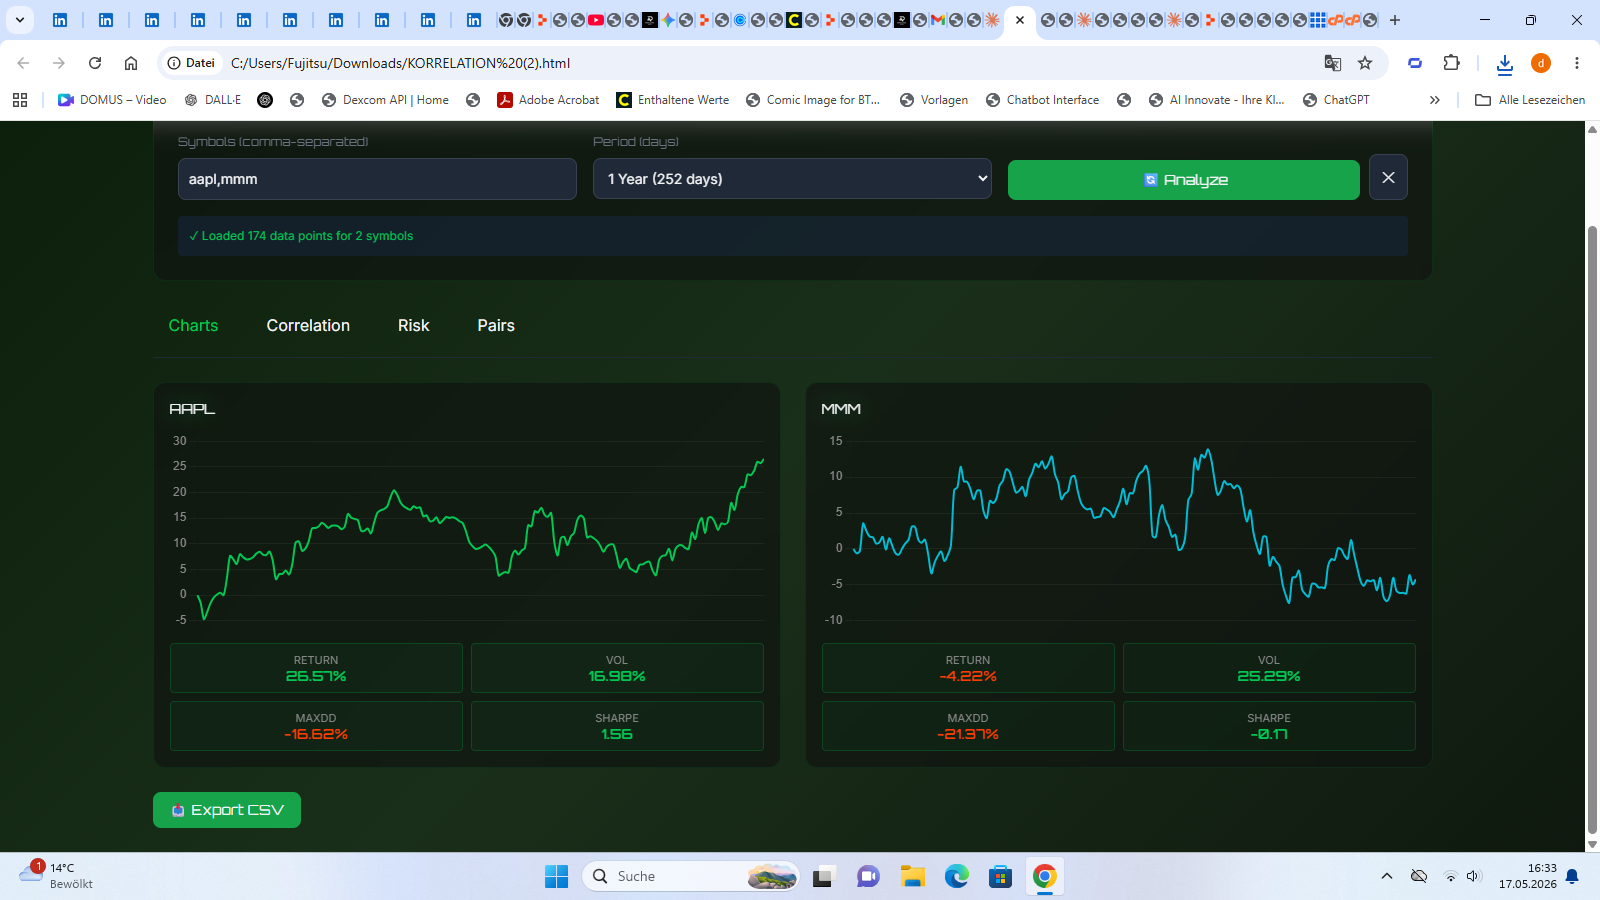 Datei
C:/Users/Fujitsu/Downloads/KORRELATION%20(2).html
d
DOMUS – Video
DALL·E
Dexcom API | Home
Adobe Acrobat
Enthaltene Werte
Comic Image for BT...
Vorlagen
Chatbot Interface
AI Innovate - Ihre KI...
ChatGPT
»
Alle Lesezeichen
Symbols (comma-separated)
Period (days)
aapl,mmm
1 Year (252 days)
🔄 Analyze
✕
✓ Loaded 174 data points for 2 symbols
Charts
Correlation
Risk
Pairs
AAPL
30
25
20
15
10
5
0
-5
RETURN
26.57%
VOL
16.98%
MAXDD
-16.62%
SHARPE
1.56
MMM
15
10
5
0
-5
-10
RETURN
-4.22%
VOL
25.29%
MAXDD
-21.37%
SHARPE
-0.17
📥 Export CSV
1
14°C
Bewölkt
Suche
16:33
17.05.2026